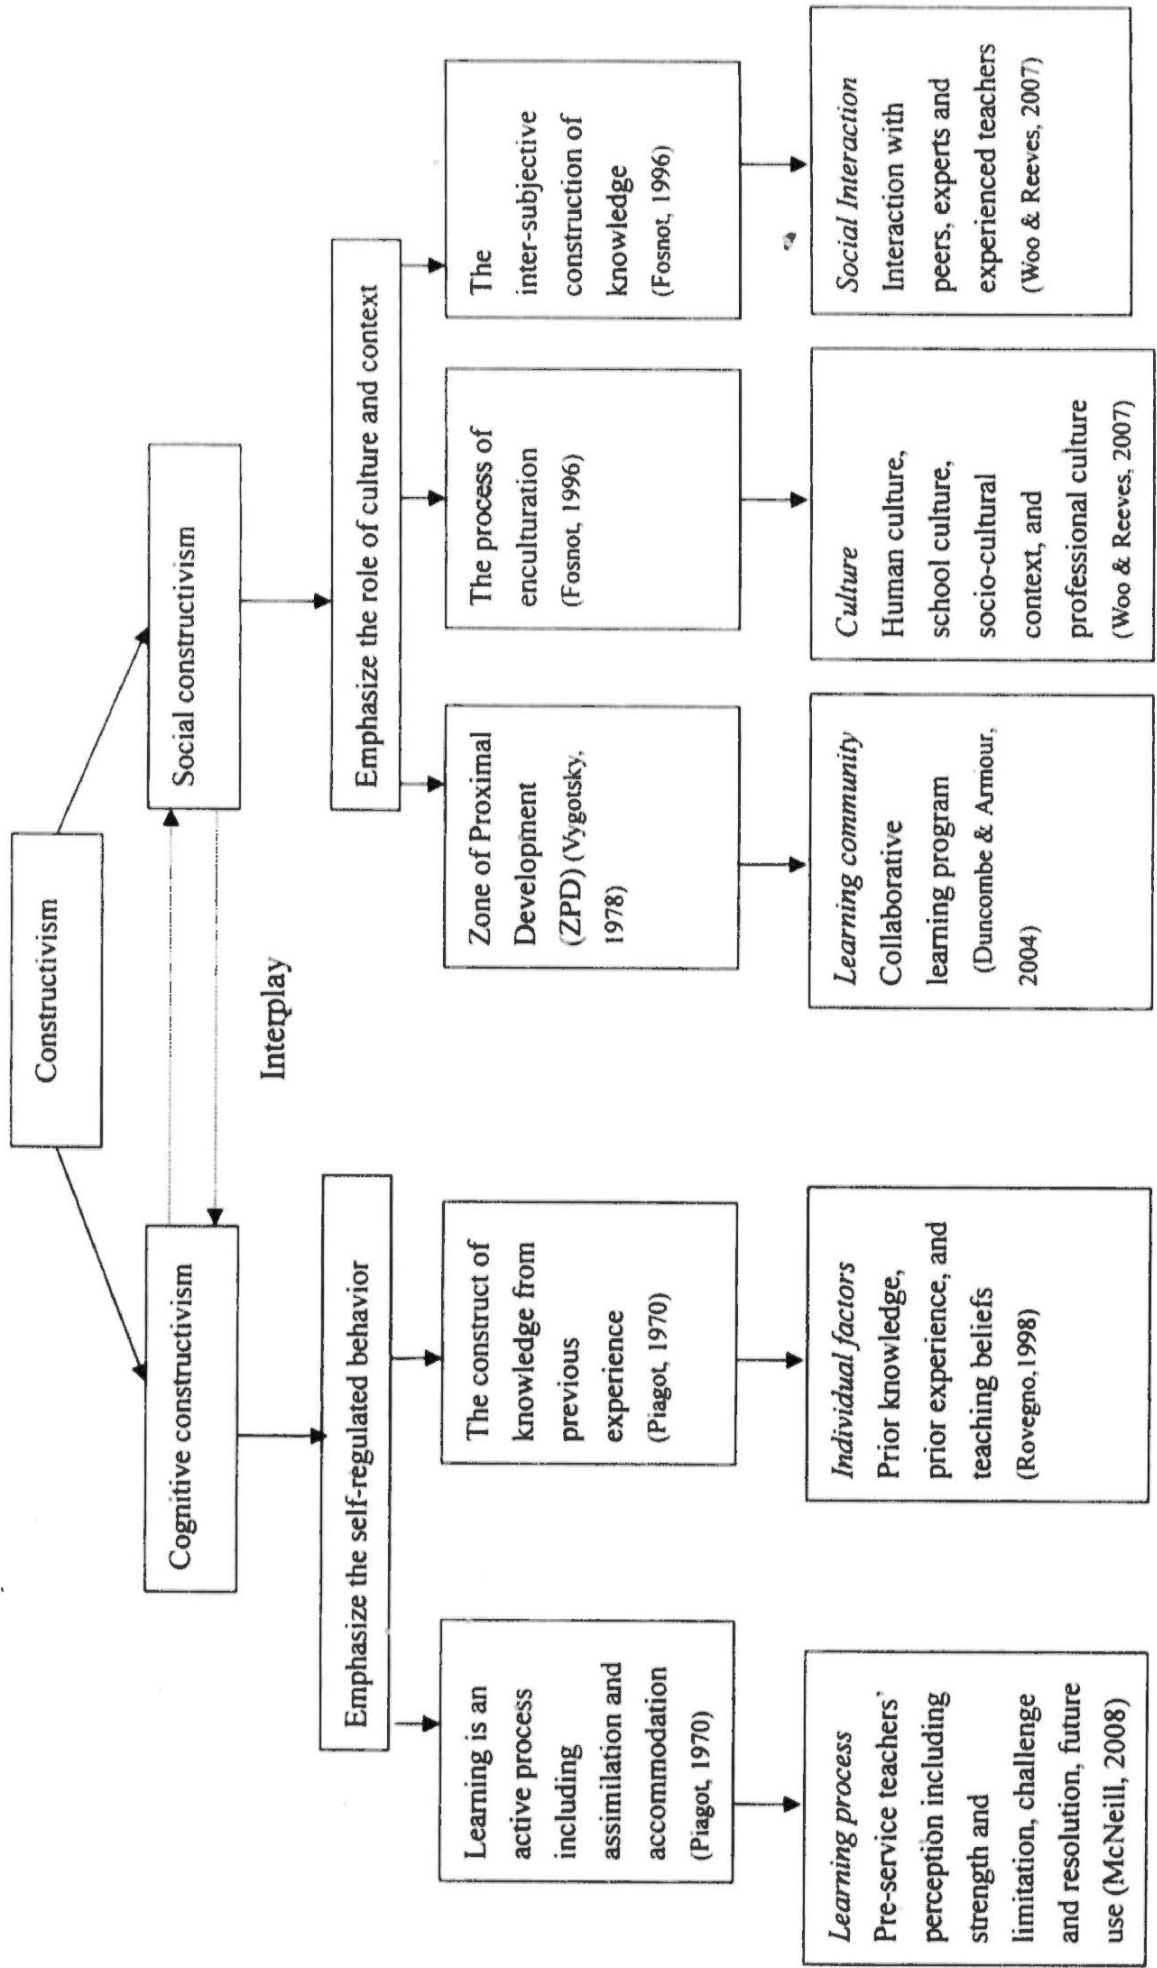 Constructivism
Cognitive constructivism
Social constructivism
Interplay
Emphasize the self-regulated behavior
Emphasize the role of culture and context
Learning is an
active process
including
assimilation and
accommodation
(Piagot, 1970)
The construct of
knowledge from
previous
experience
(Piagot, 1970)
Zone of Proximal
Development
(ZPD) (Vygotsky,
1978)
The process of
enculturation
(Fosnot, 1996)
The
inter-subjective
construction of
knowledge
(Fosnot, 1996)
Learning process
Pre-service teachers'
perception including
strength and
limitation, challenge
and resolution, future
use (McNeill, 2008)
Individual factors
Prior knowledge,
prior experience, and
teaching beliefs
(Rovegno,1998)
Learning community
Collaborative
learning program
(Duncombe & Armour,
2004)
Culture
Human culture,
school culture,
socio-cultural
context, and
professional culture
(Woo & Reeves, 2007)
Social Interaction
Interaction with
peers, experts and
experienced teachers
(Woo & Reeves, 2007)